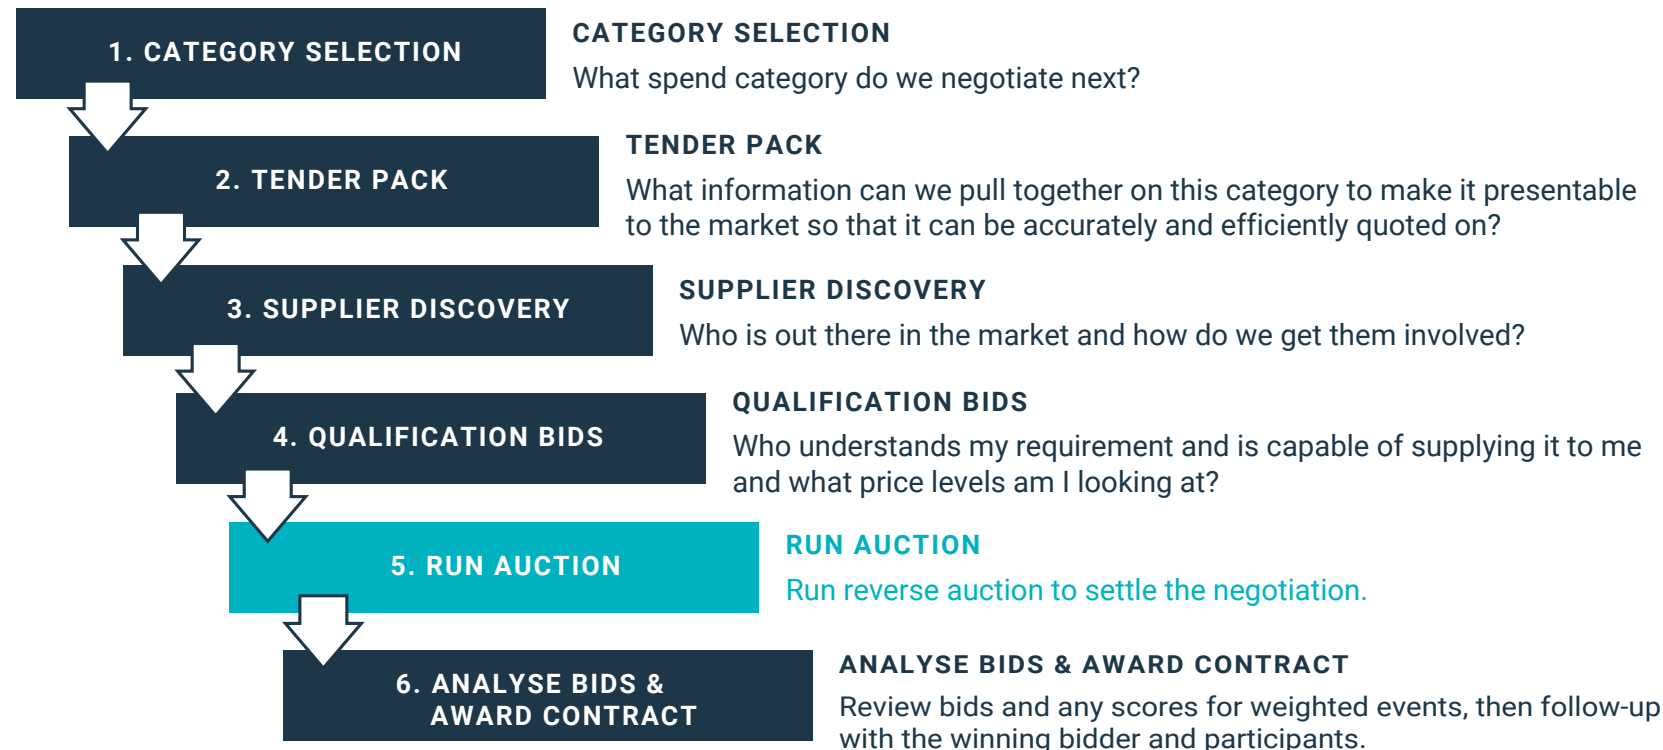 1. CATEGORY SELECTION
CATEGORY SELECTION
What spend category do we negotiate next?
2. TENDER PACK
TENDER PACK
What information can we pull together on this category to make it presentable
to the market so that it can be accurately and efficiently quoted on?
3. SUPPLIER DISCOVERY
SUPPLIER DISCOVERY
Who is out there in the market and how do we get them involved?
4. QUALIFICATION BIDS
QUALIFICATION BIDS
Who understands my requirement and is capable of supplying it to me
and what price levels am I looking at?
5. RUN AUCTION
RUN AUCTION
Run reverse auction to settle the negotiation.
6. ANALYSE BIDS &
AWARD CONTRACT
ANALYSE BIDS & AWARD CONTRACT
Review bids and any scores for weighted events, then follow-up
with the winning bidder and participants.